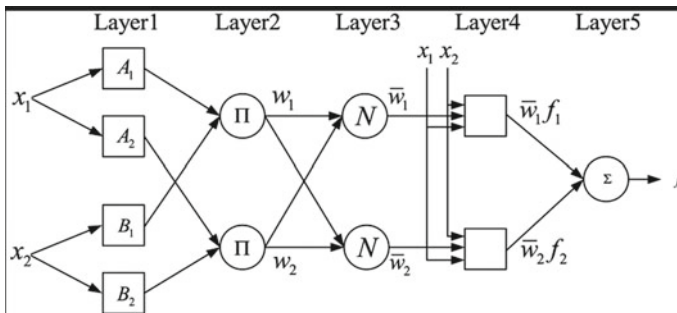 Layer1 Layer2 Layer3 Layer4 Layer5
x₁ x₂
A₁ w₁ w̅₁
Π N w̅₁f₁
x₁
A₂
Σ
B₁
x₂
Π N w̅₂f₂
w₂ w̅₂
B₂